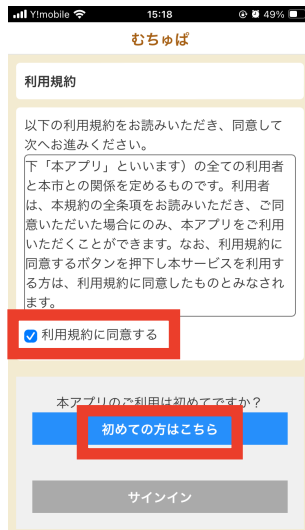 Y!mobile 15:18 49%
むちゅぱ
利用規約
以下の利用規約をお読みいただき、同意して
次へお進みください。
下「本アプリ」といいます）の全ての利用者
と本市との関係を定めるものです。利用者
は、本規約の全条項をお読みいただき、ご同
意いただいた場合にのみ、本アプリをご利用
いただくことができます。なお、利用規約に
同意するボタンを押下し本サービスを利用す
る方は、利用規約に同意したものとみなされ
ます。
利用規約に同意する
本アプリのご利用は初めてですか？
初めての方はこちら
サインイン